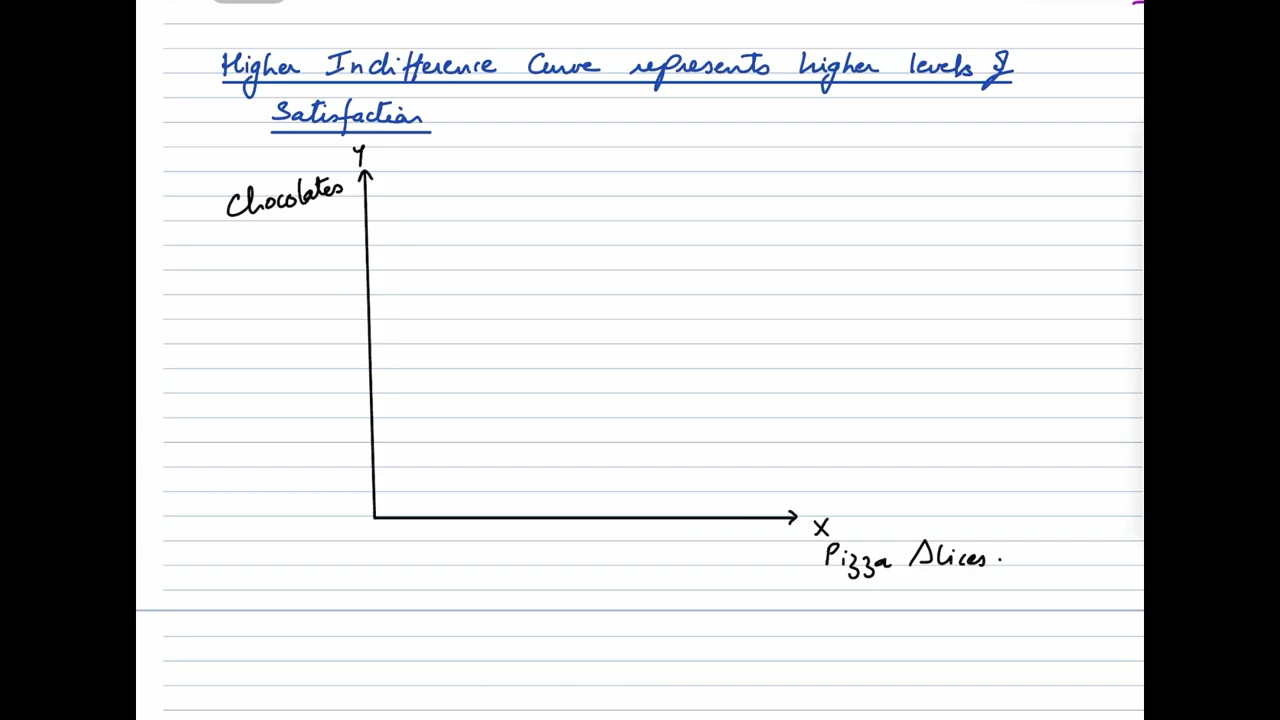 Higher Indifference Curve represents higher levels of
Satisfaction
Y
Chocolates
X
Pizza Slices.